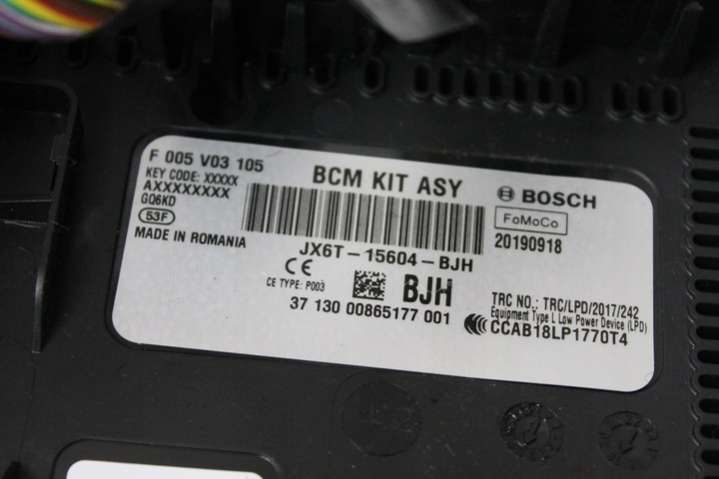 F 005 V03 105
KEY CODE: XXXXX
AXXXXXXXX
GQ6KD
53F
MADE IN ROMANIA
BCM KIT ASY
JX6T-15604-BJH
CE
CE TYPE: P003
BJH
37 130 00865177 001
BOSCH
FoMoCo
20190918
TRC NO.: TRC/LPD/2017/242
Equipment Type L Low Power Device (LPD)
CCAB18LP1770T4